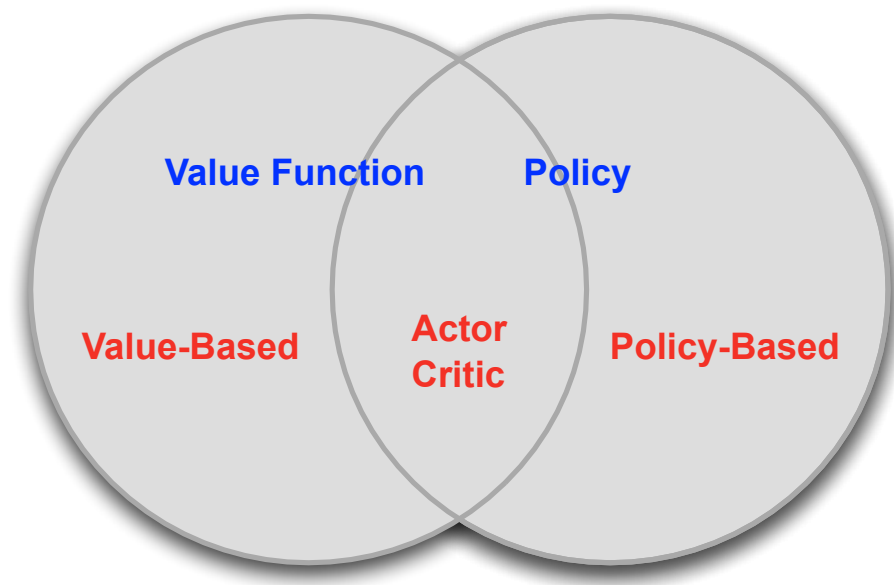 Value Function
Policy
Value-Based
Actor
Critic
Policy-Based